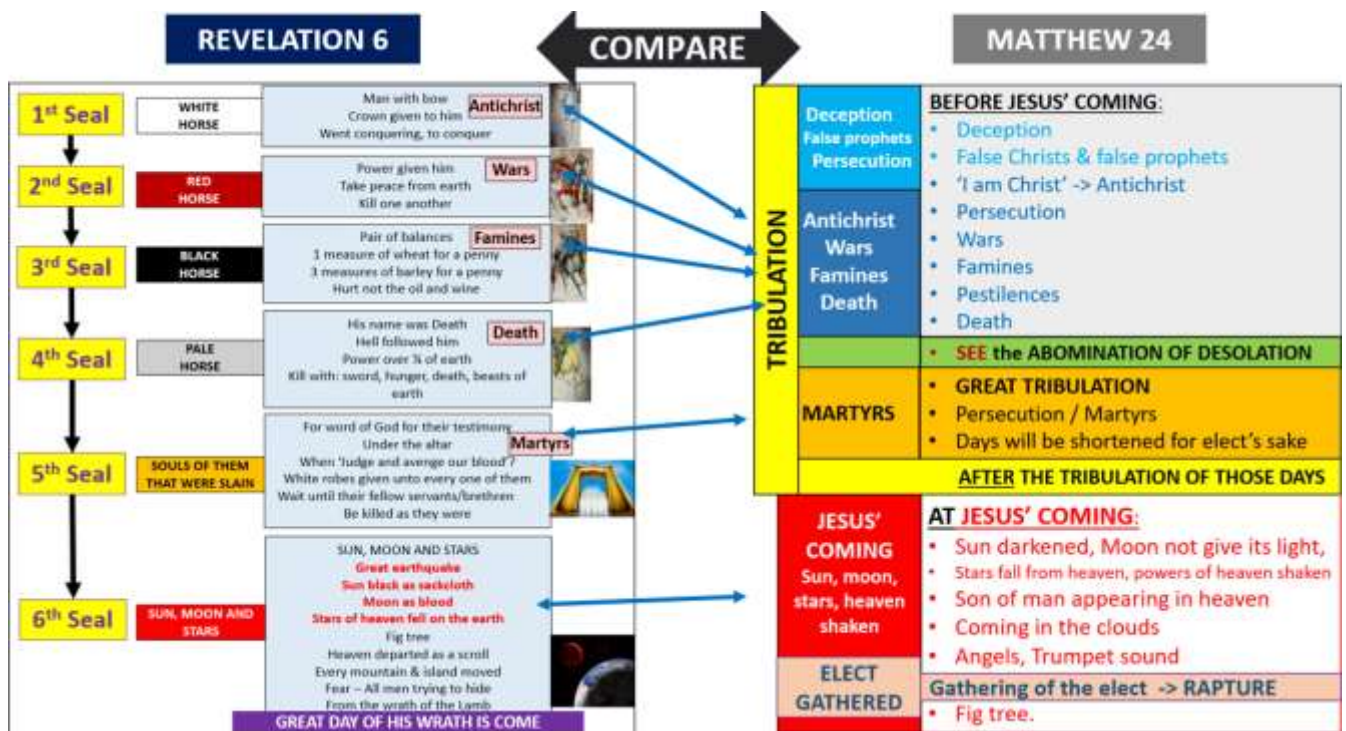 REVELATION 6
COMPARE
MATTHEW 24
1st Seal
WHITE
HORSE
Man with bow
Crown given to him
Went conquering, to conquer
Antichrist
2nd Seal
RED
HORSE
Power given him
Take peace from earth
Kill one another
Wars
3rd Seal
BLACK
HORSE
Pair of balances
1 measure of wheat for a penny
3 measures of barley for a penny
Hurt not the oil and wine
Famines
4th Seal
PALE
HORSE
His name was Death
Hell followed him
Power over ¼ of earth
Kill with: sword, hunger, death, beasts of
earth
Death
5th Seal
SOULS OF THEM
THAT WERE SLAIN
For word of God for their testimony
Under the altar
When 'Judge and avenge our blood'?
White robes given unto every one of them
Wait until their fellow servants/brethren
Be killed as they were
Martyrs
6th Seal
SUN, MOON AND
STARS
SUN, MOON AND STARS
Great earthquake
Sun black as sackcloth
Moon as blood
Stars of heaven fell on the earth
Fig tree
Heaven departed as a scroll
Every mountain & island moved
Fear – All men trying to hide
From the wrath of the Lamb
GREAT DAY OF HIS WRATH IS COME
TRIBULATION
Deception
False prophets
Persecution
Antichrist
Wars
Famines
Death
MARTYRS
BEFORE JESUS' COMING:
• Deception
• False Christs & false prophets
• 'I am Christ' -> Antichrist
• Persecution
• Wars
• Famines
• Pestilences
• Death
• SEE the ABOMINATION OF DESOLATION
• GREAT TRIBULATION
• Persecution / Martyrs
• Days will be shortened for elect's sake
AFTER THE TRIBULATION OF THOSE DAYS
JESUS'
COMING
Sun, moon,
stars, heaven
shaken
ELECT
GATHERED
AT JESUS' COMING:
• Sun darkened, Moon not give its light,
• Stars fall from heaven, powers of heaven shaken
• Son of man appearing in heaven
• Coming in the clouds
• Angels, Trumpet sound
Gathering of the elect -> RAPTURE
• Fig tree.